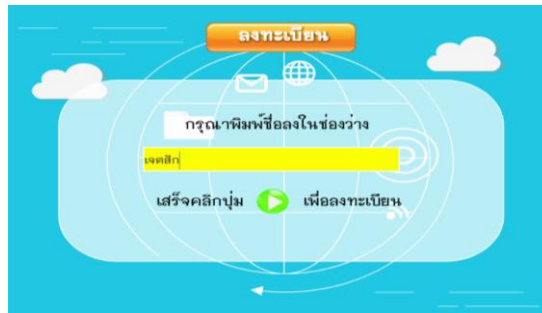 ลงทะเบียน
กรุณาพิมพ์ชื่อลงในช่องว่าง
เจตสิก
เสร็จคลิกปุ่ม เพื่อลงทะเบียน